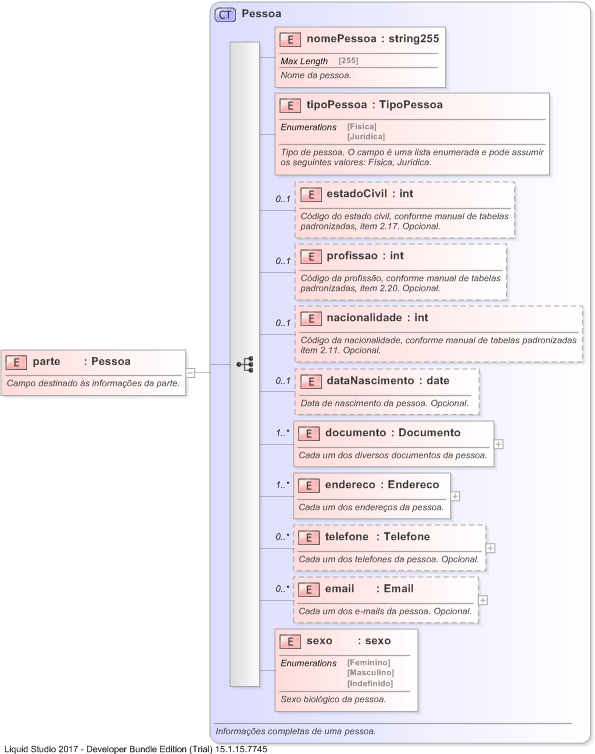 CT Pessoa
E nomePessoa : string255
Max Length [255]
Nome da pessoa.
E tipoPessoa : TipoPessoa
Enumerations [Física]
[Jurídica]
Tipo de pessoa. O campo é uma lista enumerada e pode assumir
os seguintes valores: Física, Jurídica.
0..1 E estadoCivil : int
Código do estado civil, conforme manual de tabelas
padronizadas, item 2.17. Opcional.
0..1 E profissao : int
Código da profissão, conforme manual de tabelas
padronizadas, item 2.20. Opcional.
0..1 E nacionalidade : int
Código da nacionalidade, conforme manual de tabelas padronizadas
item 2.11. Opcional.
E parte : Pessoa
Campo destinado às informações da parte.
0..1 E dataNascimento : date
Data de nascimento da pessoa. Opcional.
1..* E documento : Documento
Cada um dos diversos documentos da pessoa.
1..* E endereco : Endereco
Cada um dos endereços da pessoa.
0..* E telefone : Telefone
Cada um dos telefones da pessoa. Opcional.
0..* E email : Email
Cada um dos e-mails da pessoa. Opcional.
E sexo : sexo
Enumerations [Feminino]
[Masculino]
[Indefinido]
Sexo biológico da pessoa.
Informações completas de uma pessoa.
Liquid Studio 2017 - Developer Bundle Edition (Trial) 15.1.15.7745